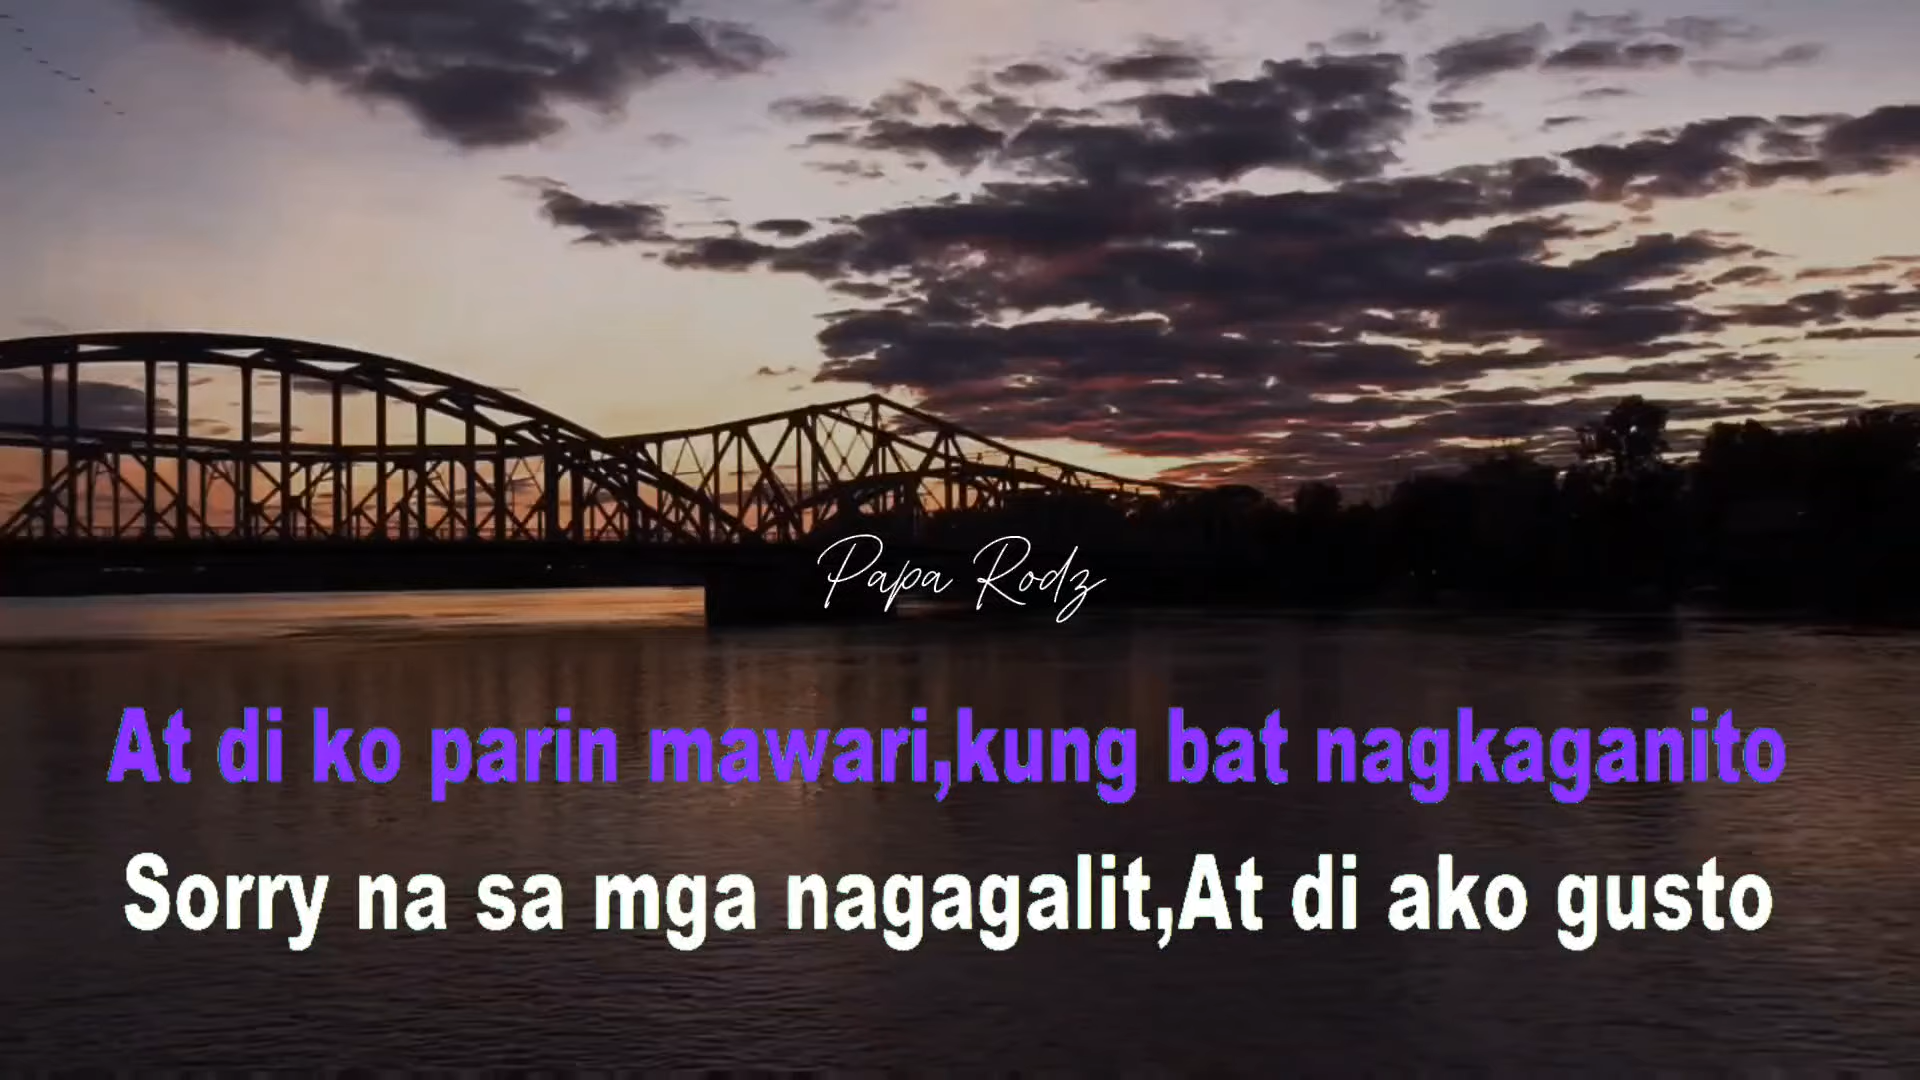 Papa Rodz
At di ko parin mawari,kung bat nagkaganito
Sorry na sa mga nagagalit,At di ako gusto